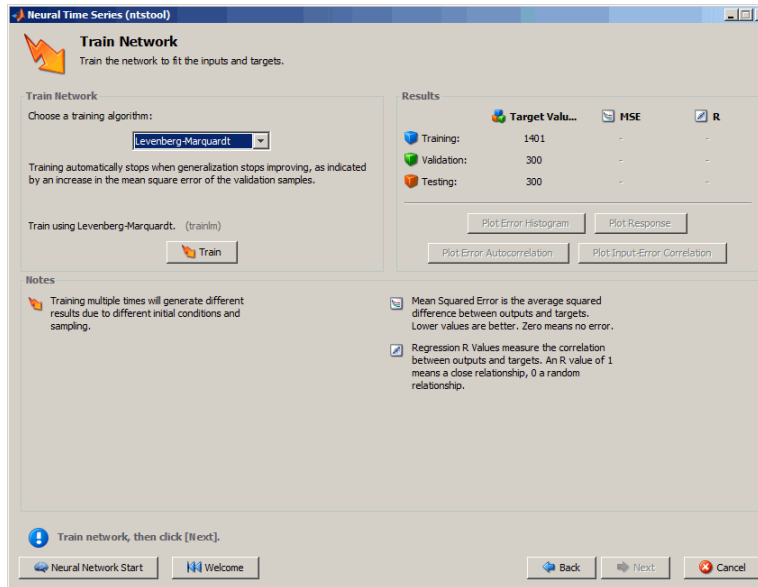 Neural Time Series (ntstool)
Train Network
Train the network to fit the inputs and targets.
Train Network
Choose a training algorithm:
Levenberg-Marquardt
Training automatically stops when generalization stops improving, as indicated
by an increase in the mean square error of the validation samples.
Train using Levenberg-Marquardt. (trainlm)
Train
Results
Target Valu... MSE R
Training: 1401 - -
Validation: 300 - -
Testing: 300 - -
Plot Error Histogram Plot Response
Plot Error Autocorrelation Plot Input-Error Correlation
Notes
Training multiple times will generate different
results due to different initial conditions and
sampling.
Mean Squared Error is the average squared
difference between outputs and targets.
Lower values are better. Zero means no error.
Regression R Values measure the correlation
between outputs and targets. An R value of 1
means a close relationship, 0 a random
relationship.
Train network, then click [Next].
Neural Network Start Welcome Back Next Cancel